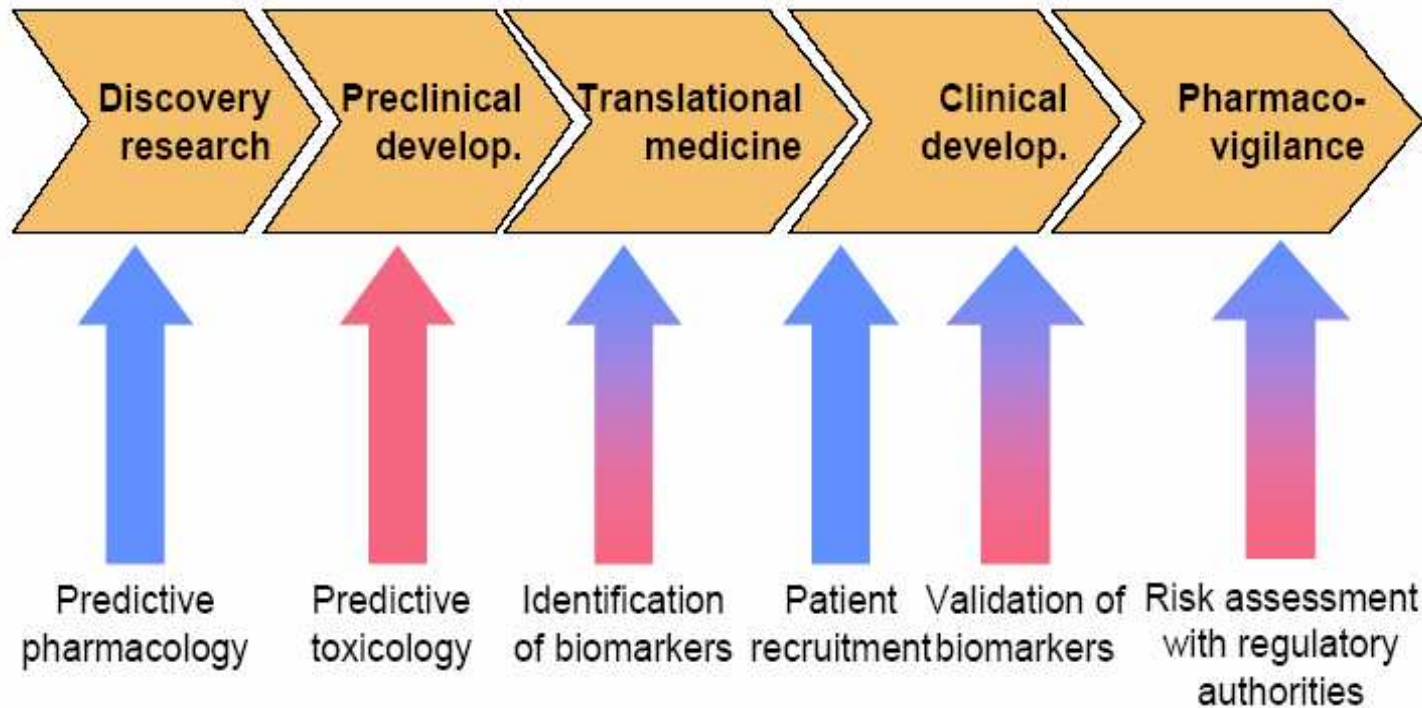 Discovery
research
Preclinical
develop.
Translational
medicine
Clinical
develop.
Pharmaco-
vigilance
Predictive
pharmacology
Predictive
toxicology
Identification
of biomarkers
Patient
recruitment
Validation of
biomarkers
Risk assessment
with regulatory
authorities